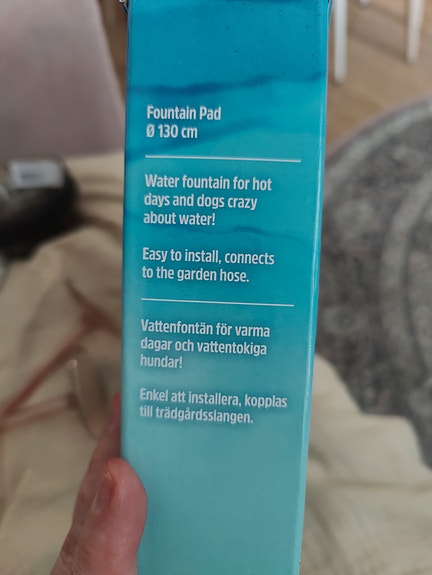 Fountain Pad
Ø 130 cm
Water fountain for hot
days and dogs crazy
about water!
Easy to install, connects
to the garden hose.
Vattenfontän för varma
dagar och vattentokiga
hundar!
Enkel att installera, kopplas
till trädgårdsslangen.